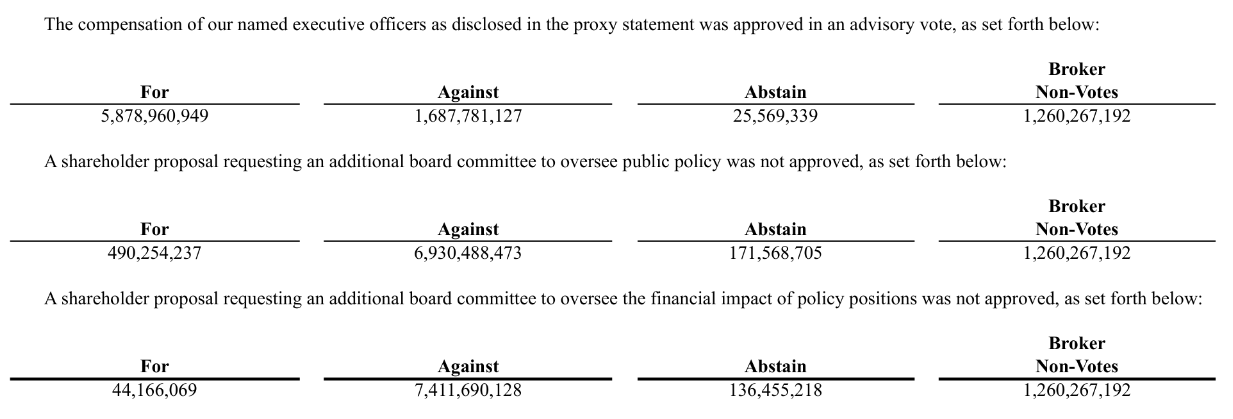 The compensation of our named executive officers as disclosed in the proxy statement was approved in an advisory vote, as set forth below:
For Against Abstain Broker Non-Votes
5,878,960,949 1,687,781,127 25,569,339 1,260,267,192
A shareholder proposal requesting an additional board committee to oversee public policy was not approved, as set forth below:
For Against Abstain Broker Non-Votes
490,254,237 6,930,488,473 171,568,705 1,260,267,192
A shareholder proposal requesting an additional board committee to oversee the financial impact of policy positions was not approved, as set forth below:
For Against Abstain Broker Non-Votes
44,166,069 7,411,690,128 136,455,218 1,260,267,192